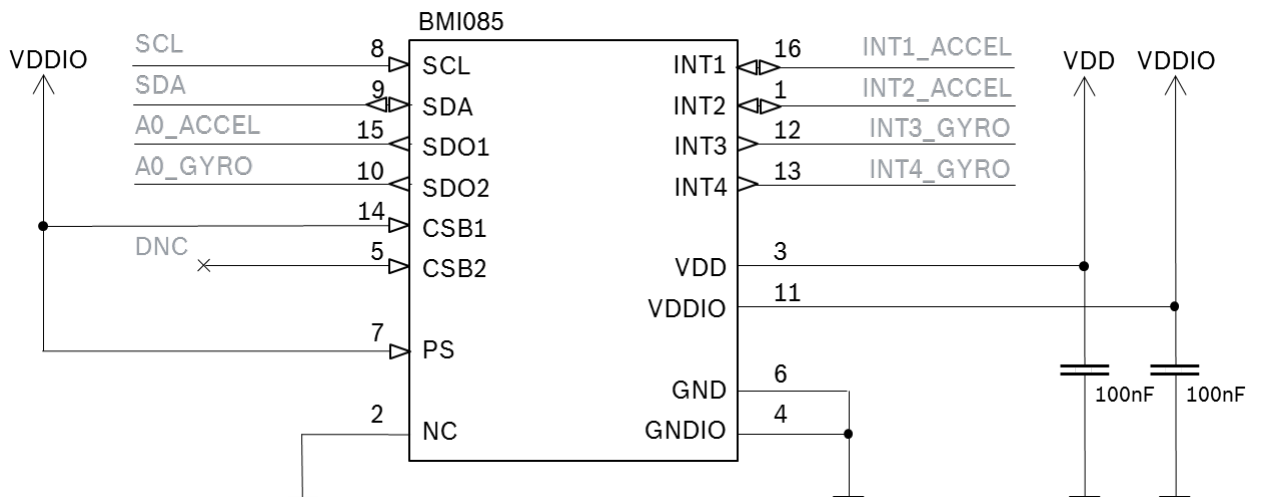 BMI085
VDDIO
SCL
8
SCL
SDA
9
SDA
A0_ACCEL
15
SDO1
A0_GYRO
10
SDO2
14
CSB1
DNC
5
CSB2
7
PS
2
NC
INT1
16
INT1_ACCEL
INT2
1
INT2_ACCEL
INT3
12
INT3_GYRO
INT4
13
INT4_GYRO
VDD
3
VDDIO
11
GND
6
GNDIO
4
VDD
VDDIO
100nF
100nF